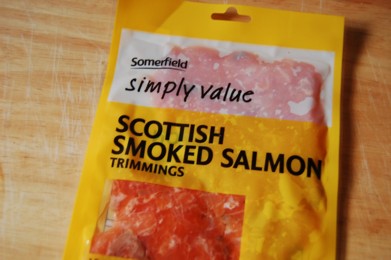 Somerfield
simply value
SCOTTISH
SMOKED SALMON
TRIMMINGS